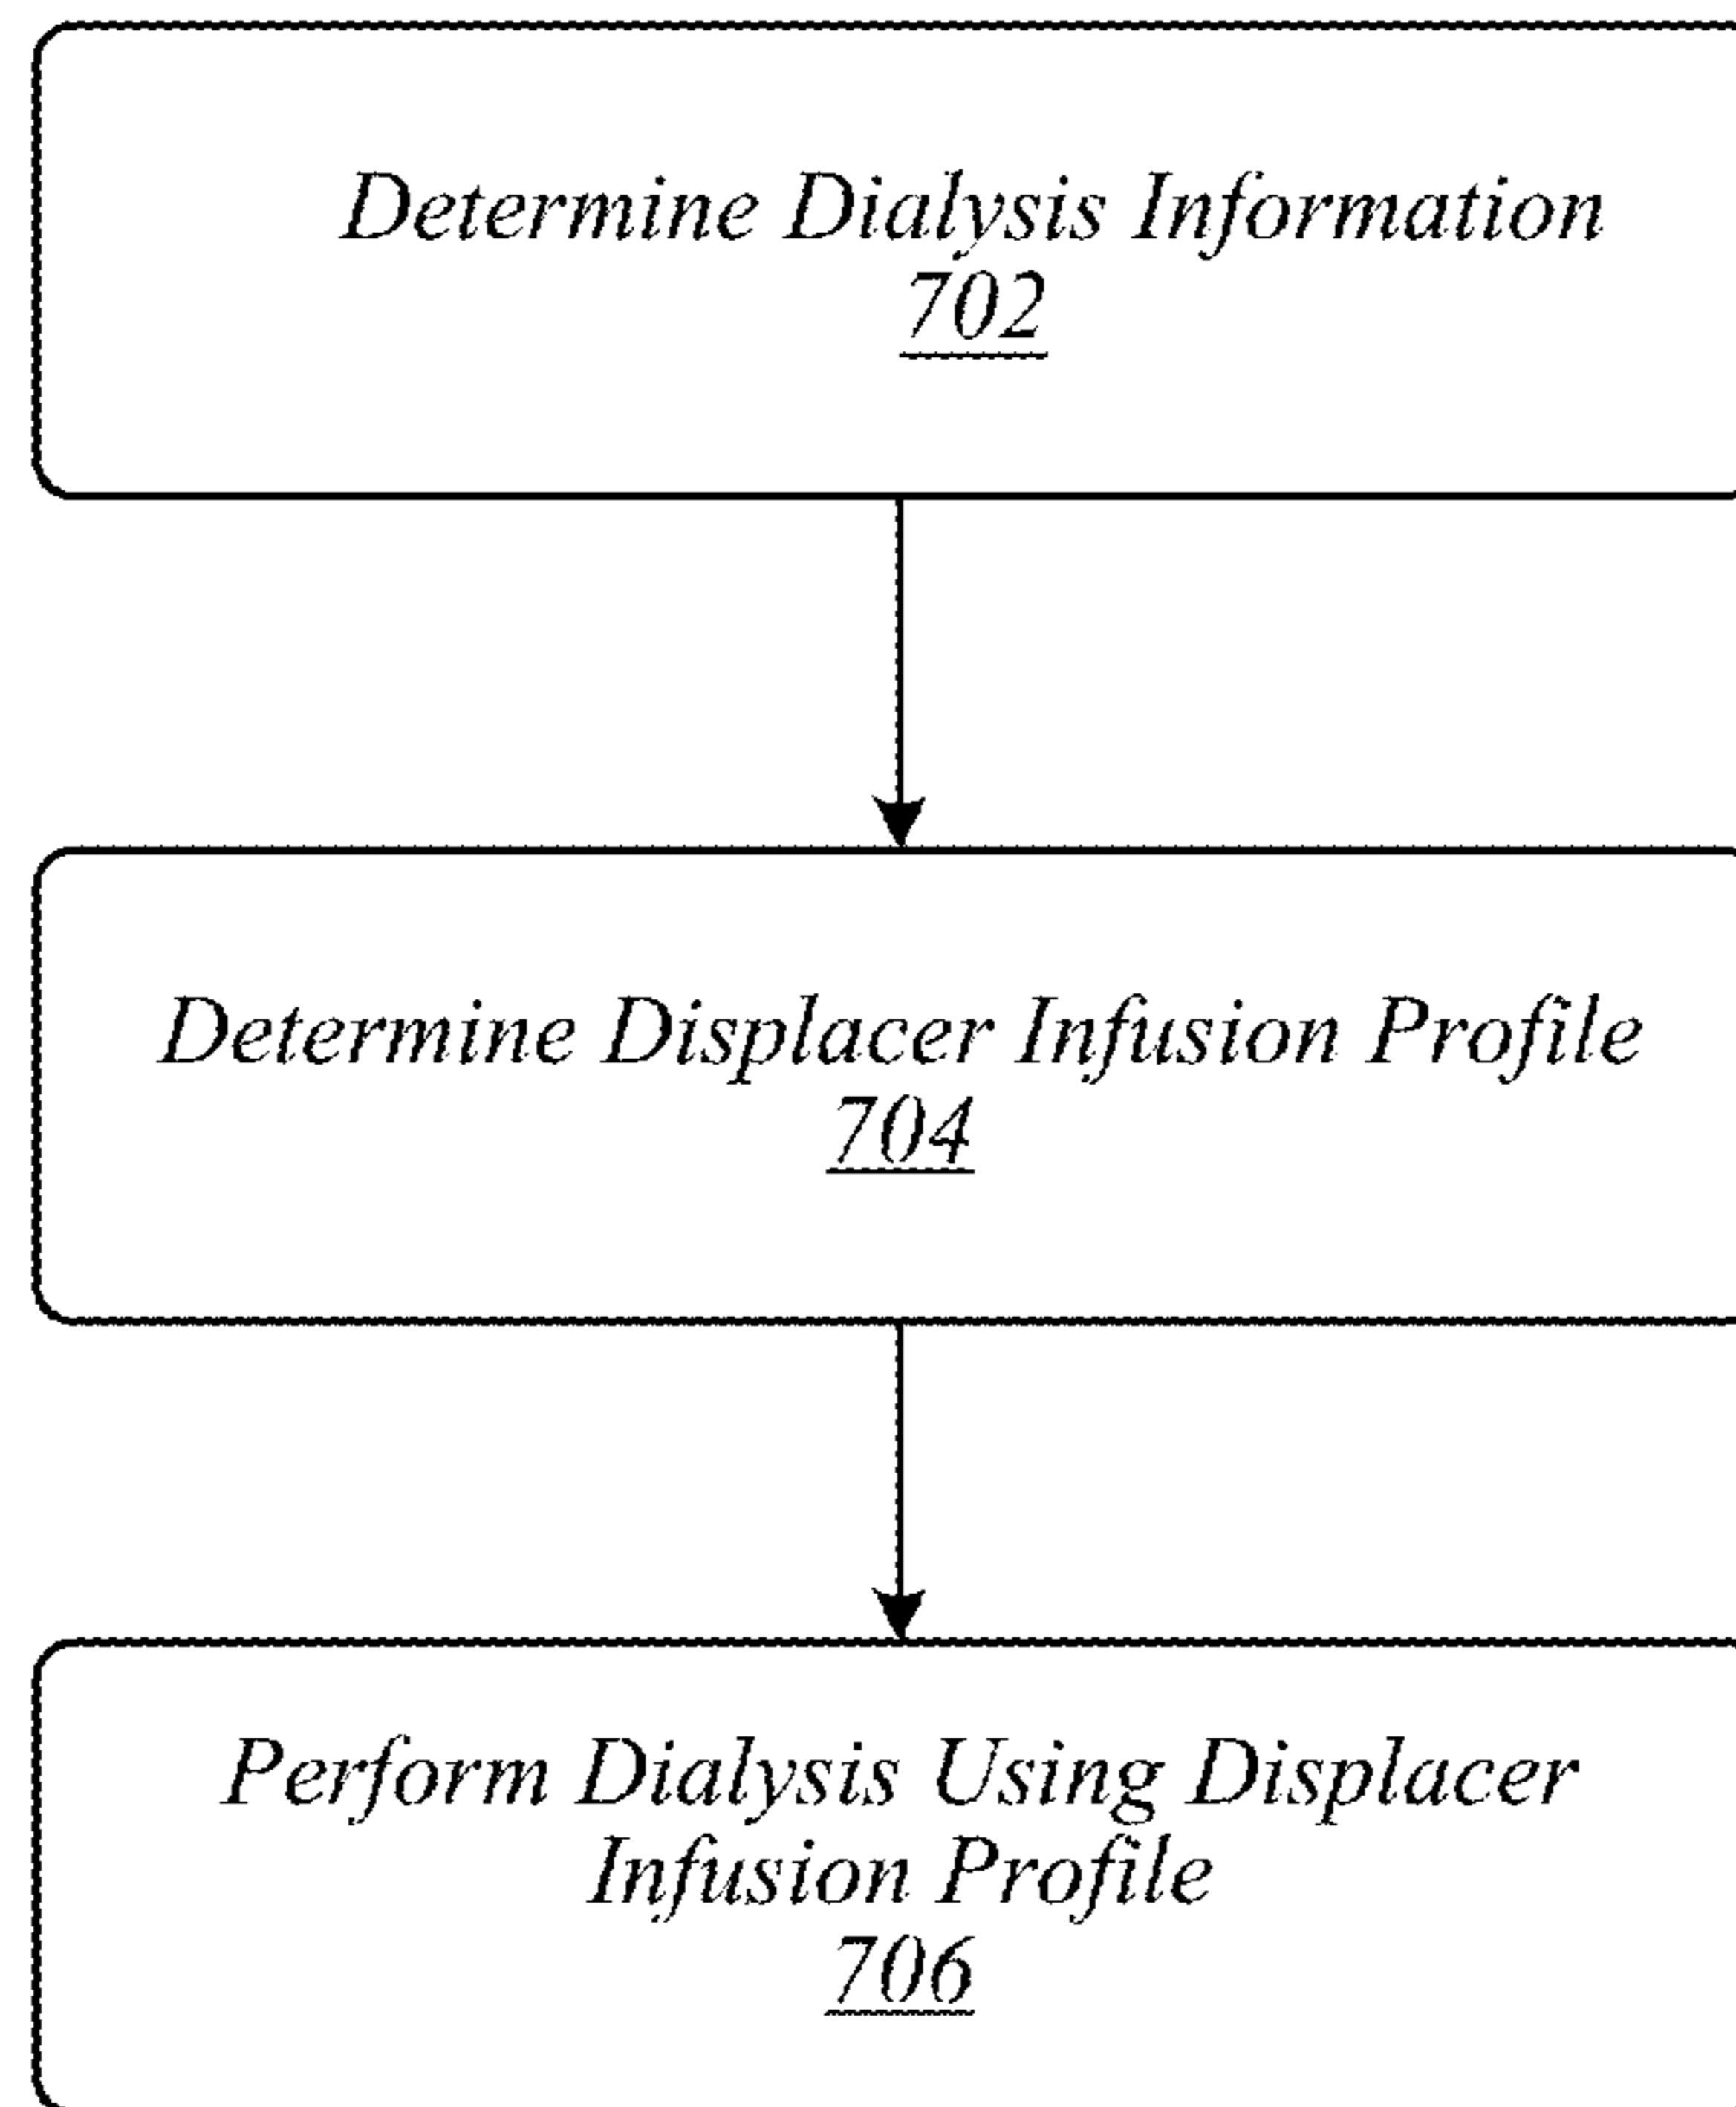 Determine Dialysis Information
702
Determine Displacer Infusion Profile
704
Perform Dialysis Using Displacer
Infusion Profile
706